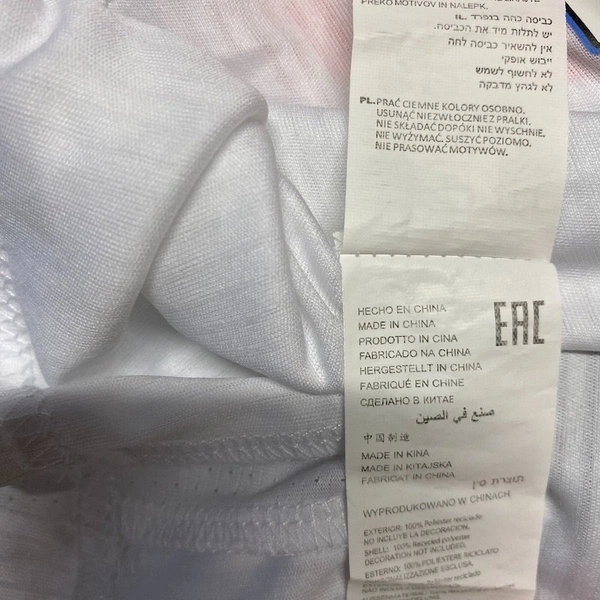 PREKO MOTIVOV IN NALEPK.
IL. כביסה כהה בנפרד
יש לתלות מיד את הכביסה
אין להשאיר כביסה לחה
ייבוש אופקי
לא לחשוף לשמש
לא לגהץ מדבקה
PL.PRAĆ CIEMNE KOLORY OSOBNO.
USUNĄĆ NIEZWŁOCZNIE Z PRALKI.
NIE SKŁADAĆ DOPÓKI NIE WYSCHNIE.
NIE WYŻYMAĆ. SUSZYĆ POZIOMO.
NIE PRASOWAĆ MOTYWÓW.
EAC
HECHO EN CHINA
MADE IN CHINA
PRODOTTO IN CINA
FABRICADO NA CHINA
HERGESTELLT IN CHINA
FABRIQUÉ EN CHINE
СДЕЛАНО В КИТАЕ
صنع في الصين
中国制造
MADE IN KINA
MADE IN KITAJSKA
FABRICAT IN CHINA
תוצרת סין
WYPRODUKOWANO W CHINACH
EXTERIOR: 100% Poliéster reciclado
NO INCLUYE LA DECORACIÓN.
SHELL: 100% Recycled polyester
DECORATION NOT INCLUDED.
ESTERNO: 100% POLIESTERE RICICLATO
ESCLUSA.